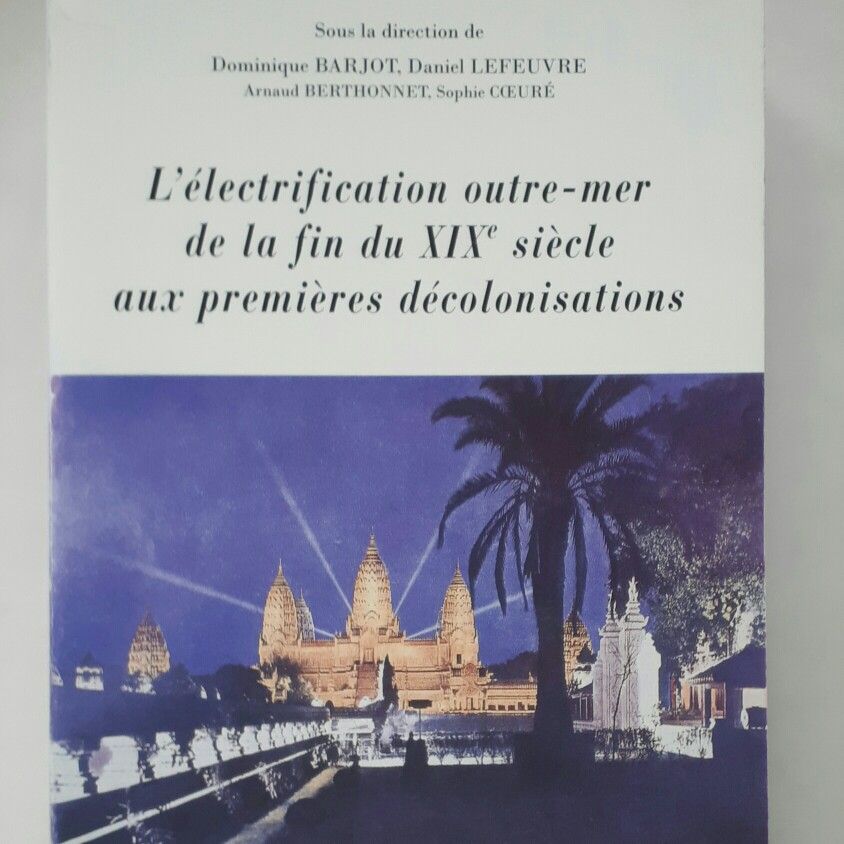 Sous la direction de
Dominique BARJOT, Daniel LEFEUVRE
Arnaud BERTHONNET, Sophie CŒURÉ
L'électrification outre-mer
de la fin du XIXe siècle
aux premières décolonisations